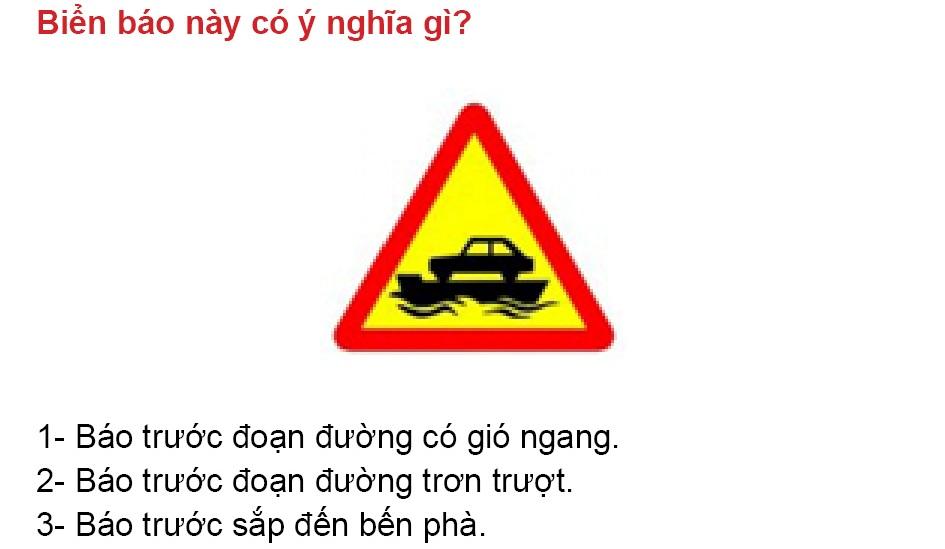 Biển báo này có ý nghĩa gì?
1- Báo trước đoạn đường có gió ngang.
2- Báo trước đoạn đường trơn trượt.
3- Báo trước sắp đến bến phà.